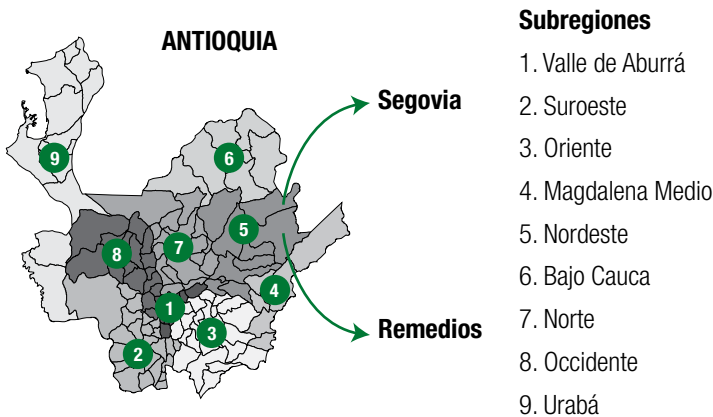 ANTIOQUIA
Segovia
Remedios
9
6
5
7
8
4
1
3
2
Subregiones
1. Valle de Aburrá
2. Suroeste
3. Oriente
4. Magdalena Medio
5. Nordeste
6. Bajo Cauca
7. Norte
8. Occidente
9. Urabá